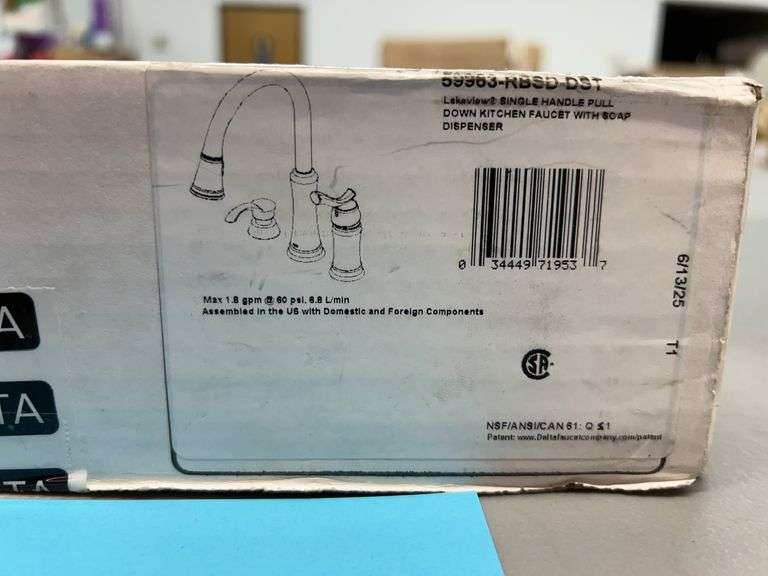 59963-RBSD-DST
Lakeview® SINGLE HANDLE PULL
DOWN KITCHEN FAUCET WITH SOAP
DISPENSER
0 34449 71953 7
6/13/25 T1
Max 1.8 gpm @ 60 psi, 6.8 L/min
Assembled in the US with Domestic and Foreign Components
A
TA
TA
NSF/ANSI/CAN 61: Q ≤ 1
Patent: www.Deltafaucetcompany.com/patent